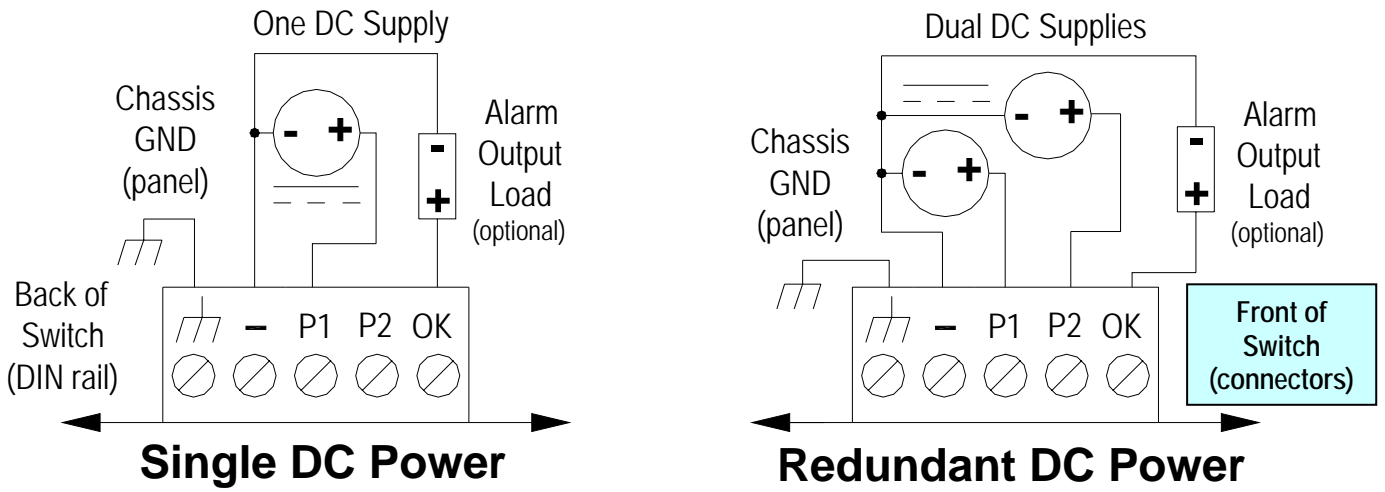 One DC Supply
Chassis
GND
(panel)
- +
Alarm
Output
Load
(optional)
-
+
Back of
Switch
(DIN rail)
– P1 P2 OK
Single DC Power
Dual DC Supplies
Chassis
GND
(panel)
- +
- +
Alarm
Output
Load
(optional)
-
+
– P1 P2 OK
Front of
Switch
(connectors)
Redundant DC Power